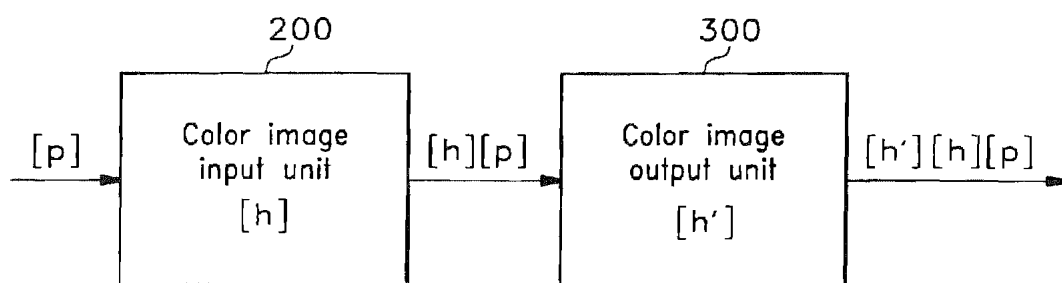 200
300
[p]
Color image
input unit
[h]
[h][p]
Color image
output unit
[h']
[h'][h][p]